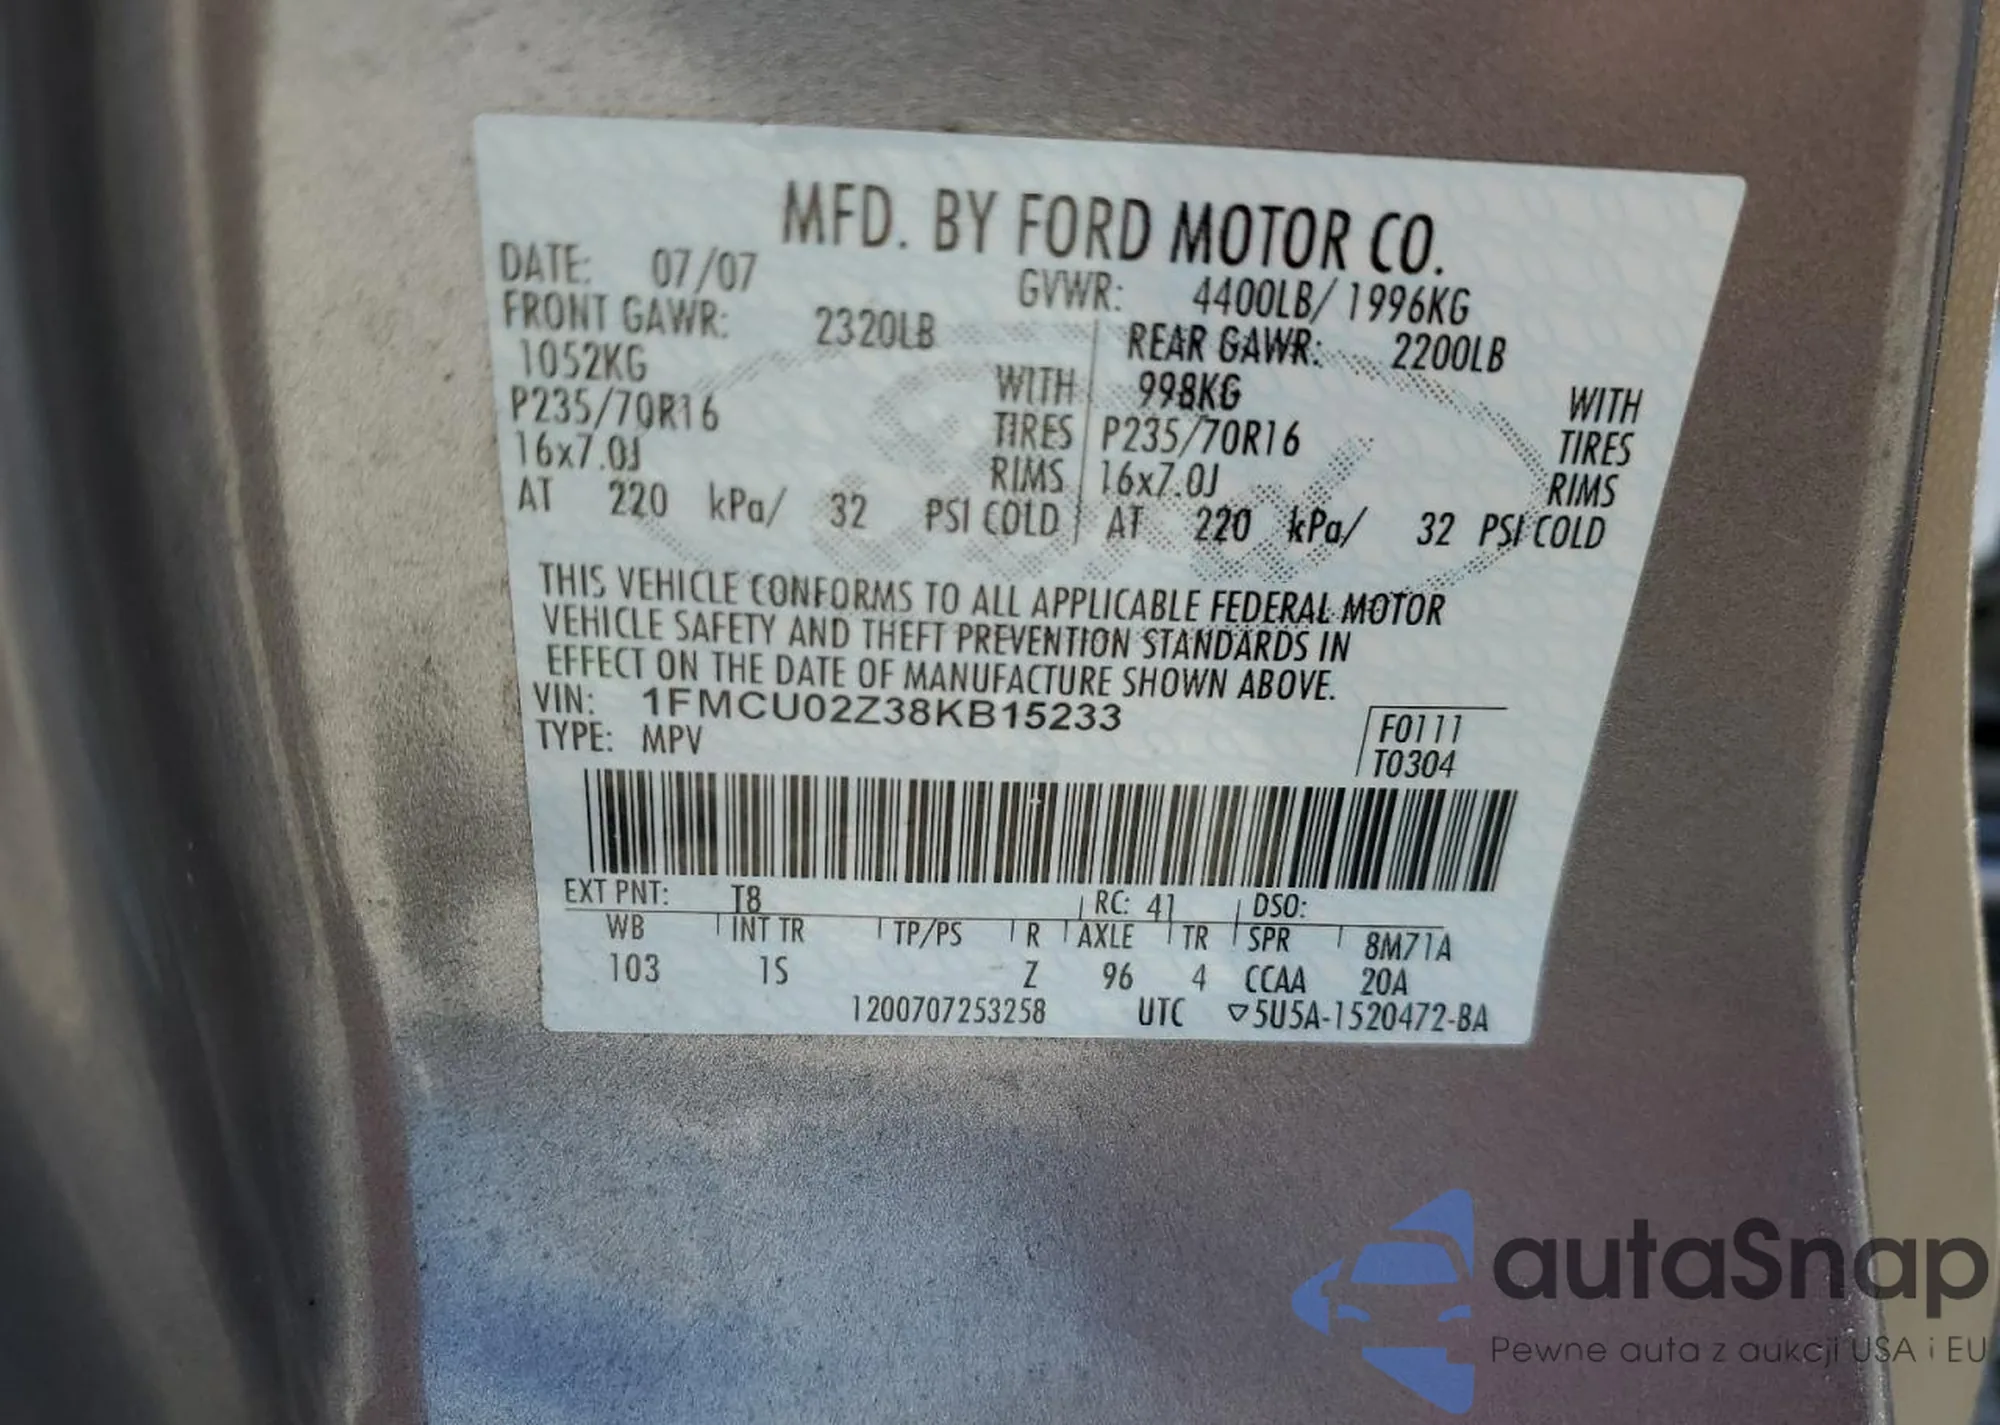 MFD. BY FORD MOTOR CO.
DATE: 07/07 GVWR: 4400LB/ 1996KG
FRONT GAWR: 2320LB REAR GAWR: 2200LB
1052KG WITH 998KG WITH
P235/70R16 TIRES P235/70R16 TIRES
16x7.0J RIMS 16x7.0J RIMS
AT 220 kPa/ 32 PSI COLD AT 220 kPa/ 32 PSI COLD
THIS VEHICLE CONFORMS TO ALL APPLICABLE FEDERAL MOTOR
VEHICLE SAFETY AND THEFT PREVENTION STANDARDS IN
EFFECT ON THE DATE OF MANUFACTURE SHOWN ABOVE.
VIN: 1FMCU02Z38KB15233
TYPE: MPV
F0111
T0304
EXT PNT: T8 RC: 41 DSO:
WB INT TR TP/PS R AXLE TR SPR 8M71A
103 1S Z 96 4 CCAA 20A
1200707253258 UTC ▽5U5A-1520472-BA
autaSnap
Pewne auta z aukcji USA i EU